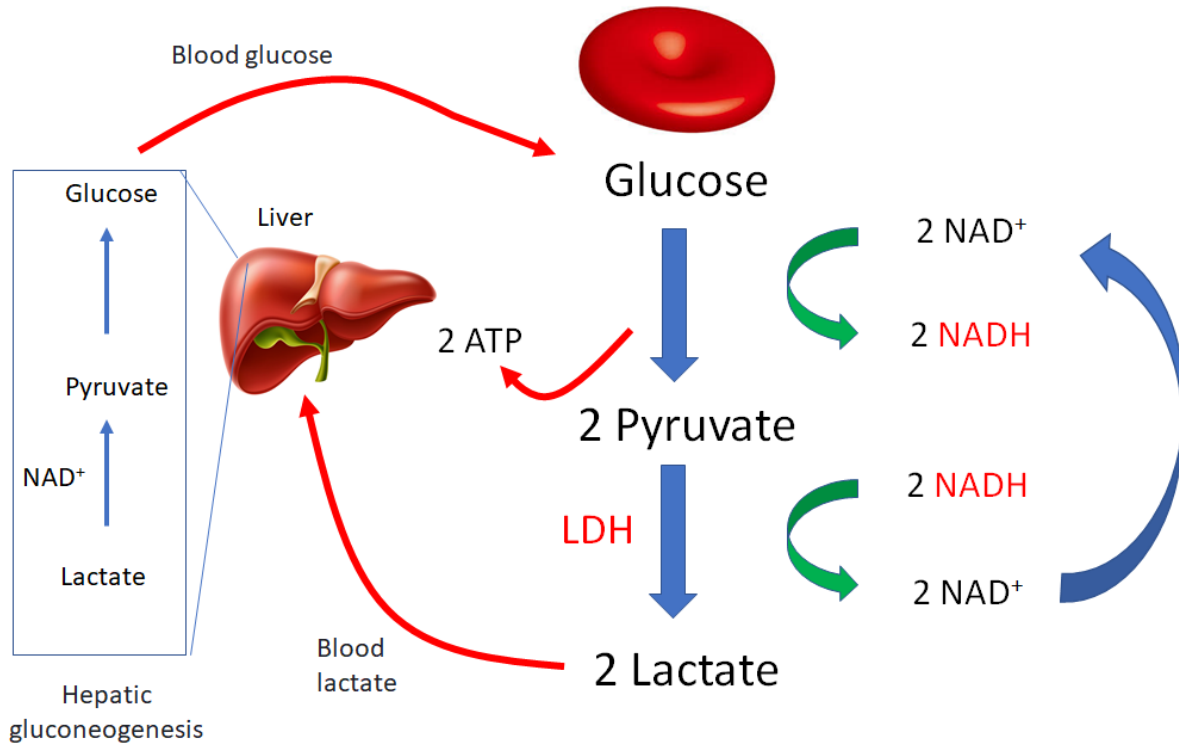 Blood glucose
Glucose
Pyruvate
NAD⁺
Lactate
Hepatic
gluconeogenesis
Liver
2 ATP
Blood
lactate
Glucose
2 Pyruvate
LDH
2 Lactate
2 NAD⁺
2 NADH
2 NADH
2 NAD⁺